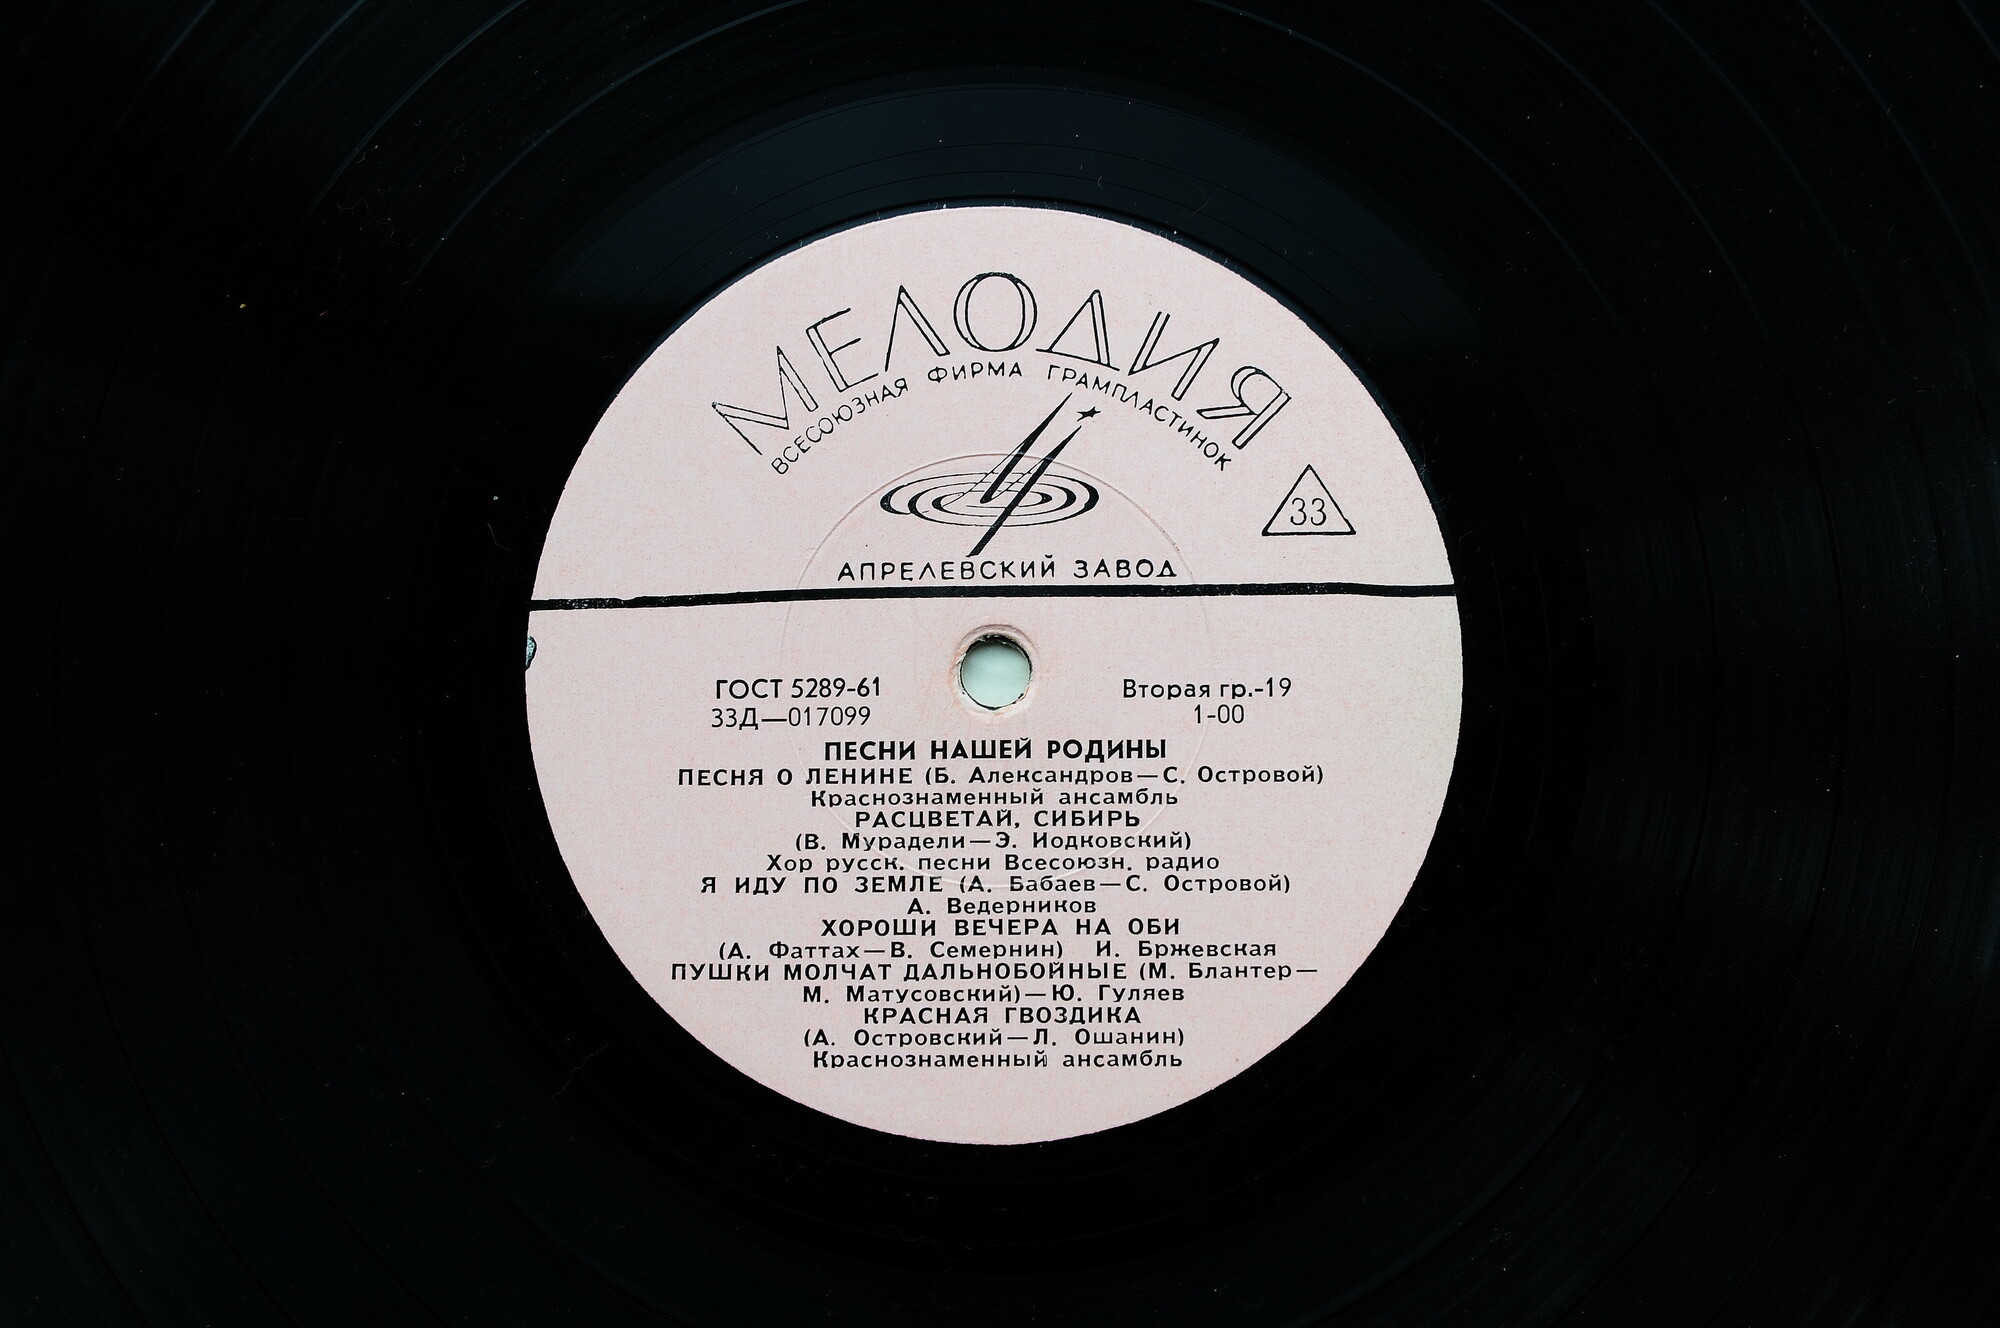 МЕЛОДИЯ
ВСЕСОЮЗНАЯ ФИРМА ГРАМПЛАСТИНОК
33
АПРЕЛЕВСКИЙ ЗАВОД
ГОСТ 5289-61 Вторая гр.-19
33Д—017099 1-00
ПЕСНИ НАШЕЙ РОДИНЫ
ПЕСНЯ О ЛЕНИНЕ (Б. Александров—С. Островой)
Краснознаменный ансамбль
РАСЦВЕТАЙ, СИБИРЬ
(В. Мурадели—Э. Иодковский)
Хор русск. песни Всесоюзн. радио
Я ИДУ ПО ЗЕМЛЕ (А. Бабаев—С. Островой)
А. Ведерников
ХОРОШИ ВЕЧЕРА НА ОБИ
(А. Фаттах—В. Семернин) И. Бржевская
ПУШКИ МОЛЧАТ ДАЛЬНОБОЙНЫЕ (М. Блантер—
М. Матусовский)—Ю. Гуляев
КРАСНАЯ ГВОЗДИКА
(А. Островский—Л. Ошанин)
Краснознаменный ансамбль